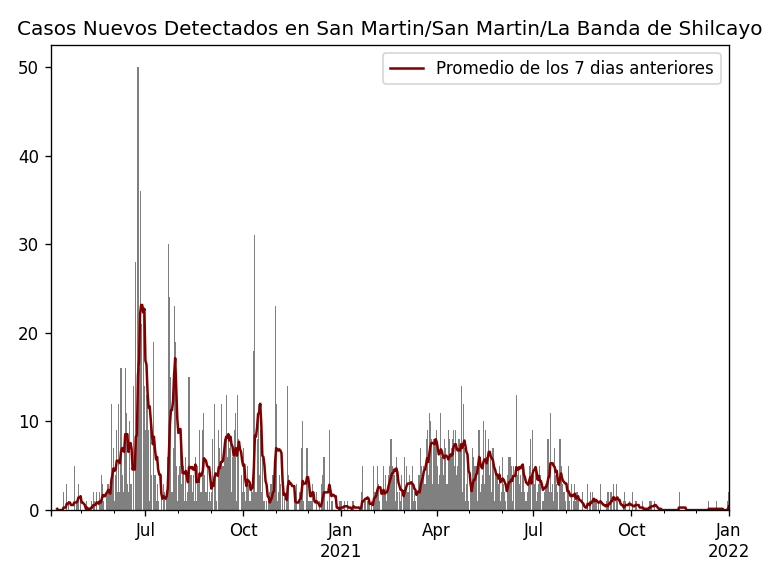 Casos Nuevos Detectados en San Martin/San Martin/La Banda de Shilcayo
Promedio de los 7 dias anteriores
50
40
30
20
10
0
Jul Oct Jan Apr Jul Oct Jan
2021 2022